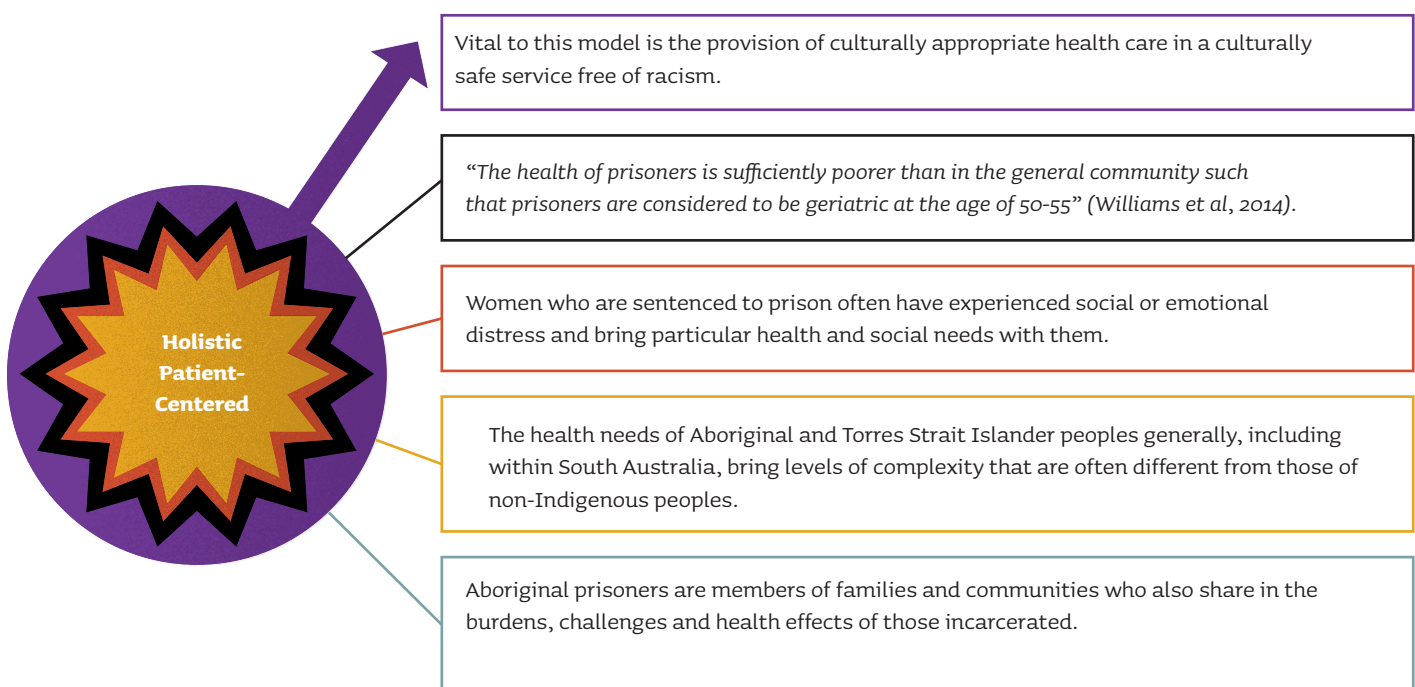 Vital to this model is the provision of culturally appropriate health care in a culturally
safe service free of racism.
“The health of prisoners is sufficiently poorer than in the general community such
that prisoners are considered to be geriatric at the age of 50-55” (Williams et al, 2014).
Women who are sentenced to prison often have experienced social or emotional
distress and bring particular health and social needs with them.
Holistic
Patient-
Centered
The health needs of Aboriginal and Torres Strait Islander peoples generally, including
within South Australia, bring levels of complexity that are often different from those of
non-Indigenous peoples.
Aboriginal prisoners are members of families and communities who also share in the
burdens, challenges and health effects of those incarcerated.